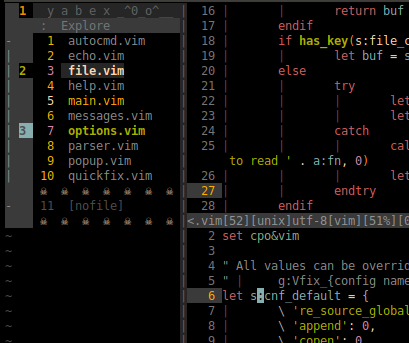 1 y a b e x _^0_o^__
: Explore
- 1 autocmd.vim
| 2 echo.vim
2 3 file.vim
| 4 help.vim
| 5 main.vim
| 6 messages.vim
3 7 options.vim
| 8 parser.vim
| 9 popup.vim
| 10 quickfix.vim
☠ ☠ ☠ ☠ ☠ ☠ ☠ ☠
- 11 [nofile]
☠ ☠ ☠ ☠ ☠ ☠ ☠ ☠
~
~
~
~
~
~
~
16 | | return buf
17 | endif
18 | if has_key(s:file_c
19 | | let buf = s
20 | else
21 | | try
22 | | | let
23 | | | let
24 | | catch
25 | | | cal
to read ' . a:fn, 0)
26 | | | let
27 | | endtry
28 | endif
<.vim[52][unix]utf-8[vim][51%][0
2 set cpo&vim
3
4 " All values can be overrid
5 " | g:Vfix_{config name
6 let s:cnf_default = {
7 | \ 're_source_global
8 | \ 'append': 0,
9 | \ 'copen': 0